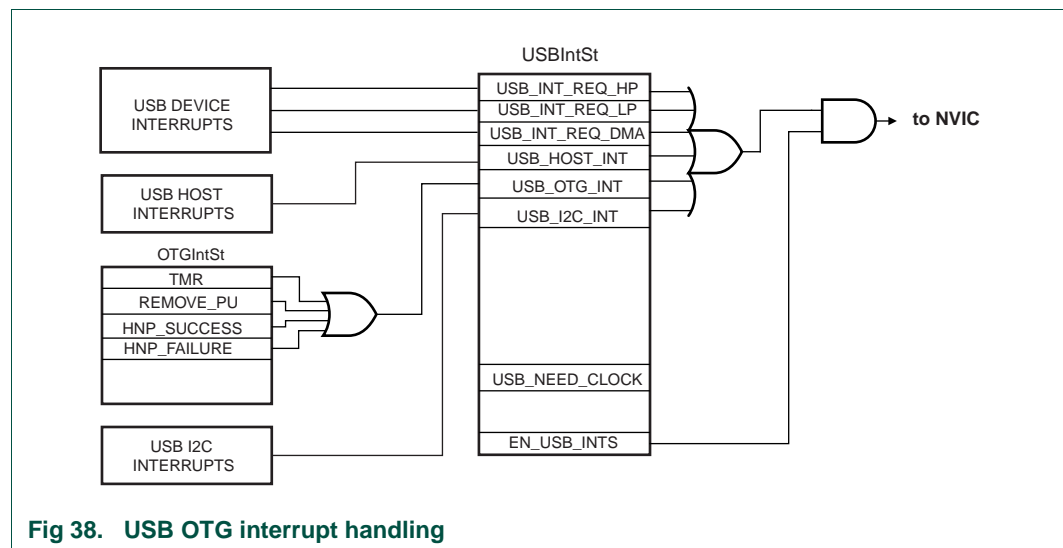 USBIntSt
USB DEVICE
INTERRUPTS
USB HOST
INTERRUPTS
OTGIntSt
TMR
REMOVE_PU
HNP_SUCCESS
HNP_FAILURE
USB I2C
INTERRUPTS
USB_INT_REQ_HP
USB_INT_REQ_LP
USB_INT_REQ_DMA
USB_HOST_INT
USB_OTG_INT
USB_I2C_INT
USB_NEED_CLOCK
EN_USB_INTS
to NVIC
Fig 38. USB OTG interrupt handling